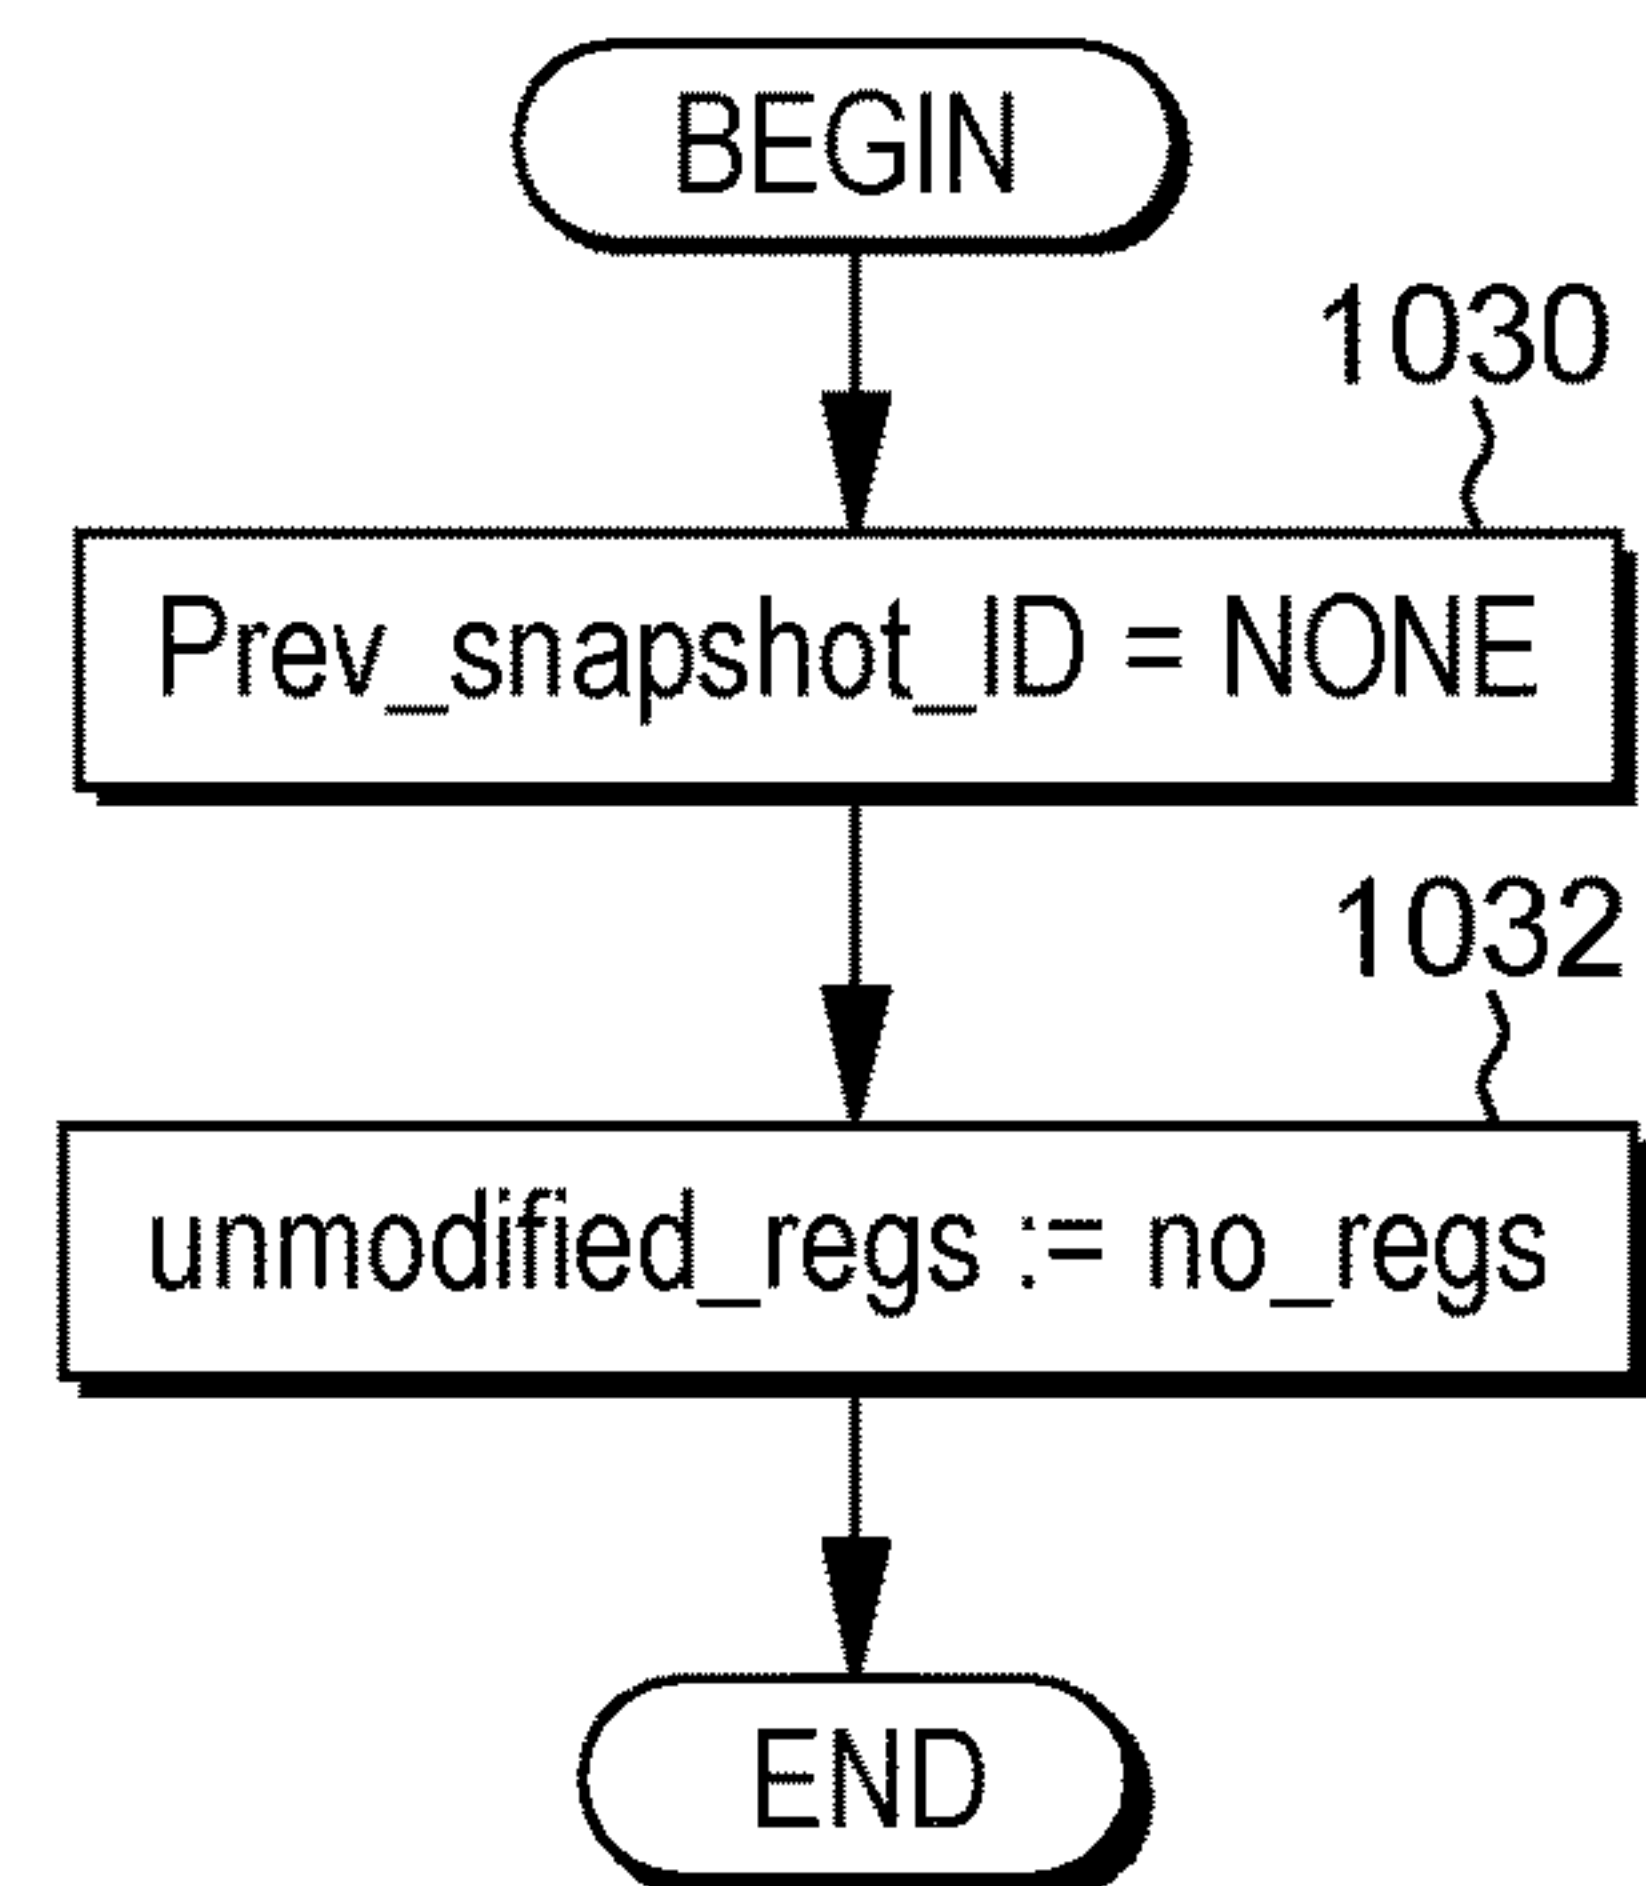 BEGIN
1030
Prev_snapshot_ID = NONE
1032
unmodified_regs := no_regs
END